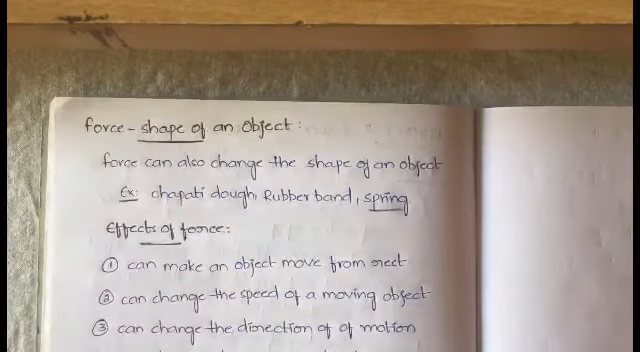 force - shape of an object:
force can also change the shape of an object
Ex: chapati dough, Rubber band, spring
Effects of force:
① can make an object move from rest
② can change the speed of a moving object
③ can change the direction of of motion